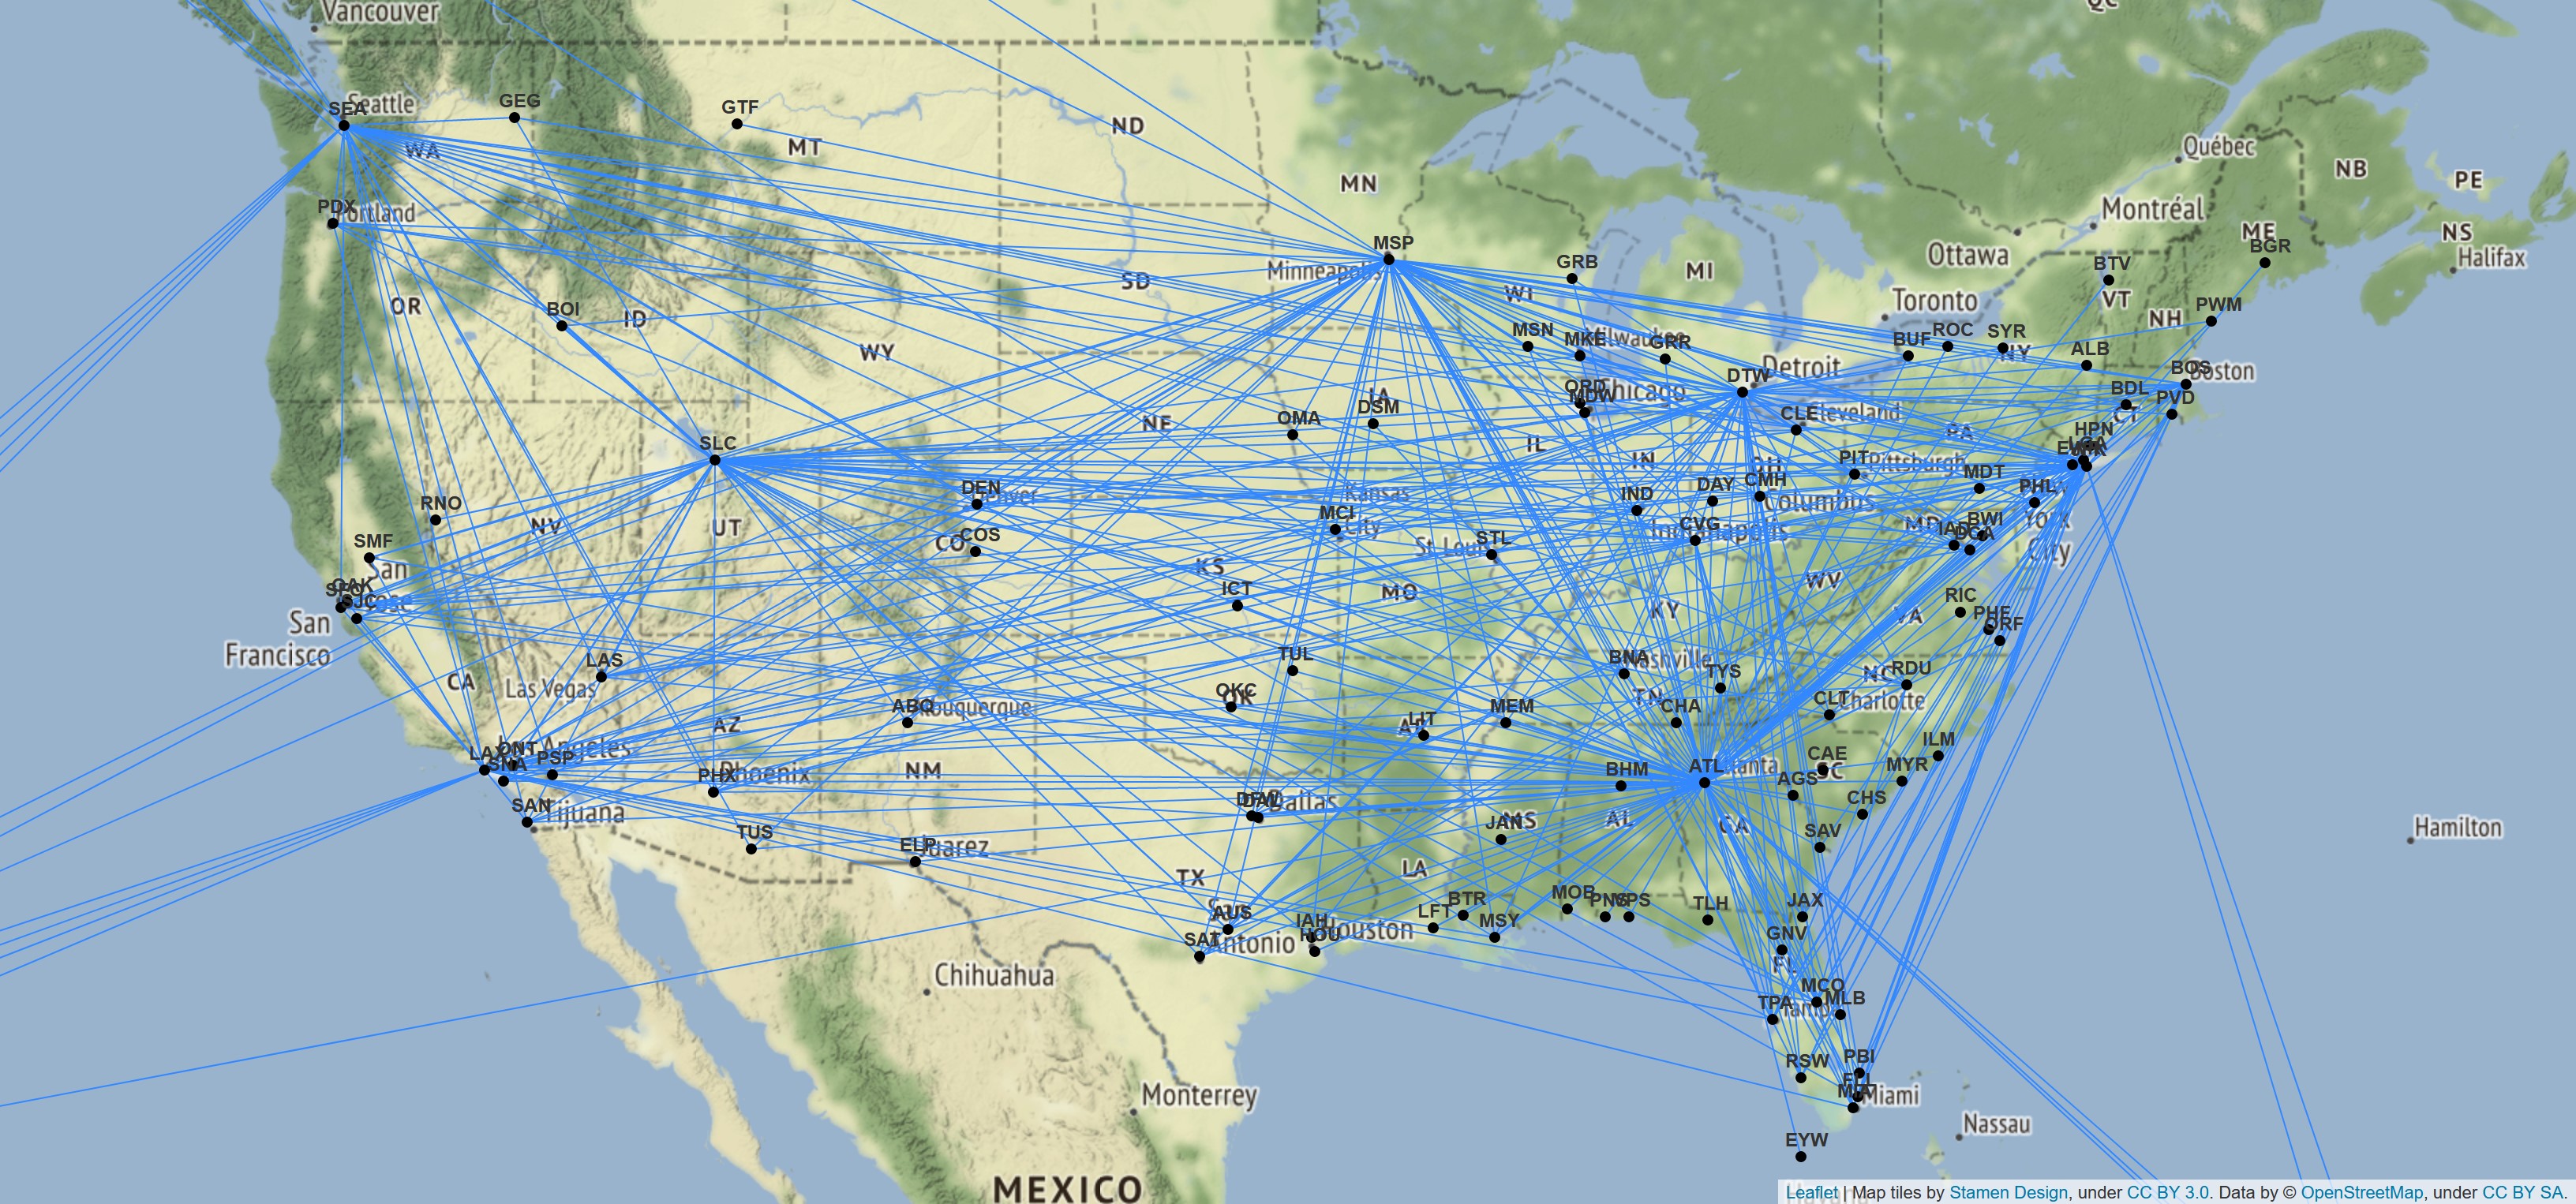 Vancouver
QC
SEA
Seattle
GEG
GTF
ND
WA
MT
Québec
NB
PE
MN
PDX
Portland
Montréal
ME
NS
BGR
Halifax
MSP
Minneapolis
GRB
MI
Ottawa
BTV
VT
SD
WI
OR
BOI
ID
Toronto
PWM
NH
MSN
MKE
Milwaukee
GRR
BUF
ROC
SYR
NY
ALB
WY
DTW
Detroit
BOS
Boston
ORD
MDW
Chicago
IA
DSM
BDL
CT
PVD
OMA
NE
CLE
Cleveland
PA
HPN
LGA
SLC
IL
IN
OH
PIT
Pittsburgh
MDT
PHL
DEN
IND
DAY
CMH
Columbus
Kansas
City
MCI
RNO
NV
UT
SMF
San
CO
COS
STL
St. Louis
CVG
Indianapolis
MD
IAD
BWI
DCA
York
City
KS
ICT
MO
KY
WV
VA
RIC
PHF
ORF
OAK
SFO
SJC
San
Francisco
LAS
Las Vegas
CA
TUL
BNA
Nashville
TYS
NC
RDU
OKC
OK
ABQ
Albuquerque
AZ
LIT
MEM
TN
CHA
CLT
Charlotte
LAX
ONT
SNA
PSP
PHX
Phoenix
NM
ILM
MYR
CAE
SC
BHM
ATL
AGS
CHS
SAN
Tijuana
DFW
DAL
Dallas
JAN
MS
AL
GA
SAV
Hamilton
TUS
ELP
Juarez
TX
LA
AUS
SAT
Antonio
IAH
HOU
Houston
LFT
BTR
MSY
MOB
PNS
VPS
TLH
JAX
GNV
FL
Chihuahua
MCO
MLB
TPA
RSW
PBI
FLL
MIA
Miami
Monterrey
Nassau
EYW
MEXICO
Leaflet | Map tiles by Stamen Design, under CC BY 3.0. Data by © OpenStreetMap, under CC BY SA.